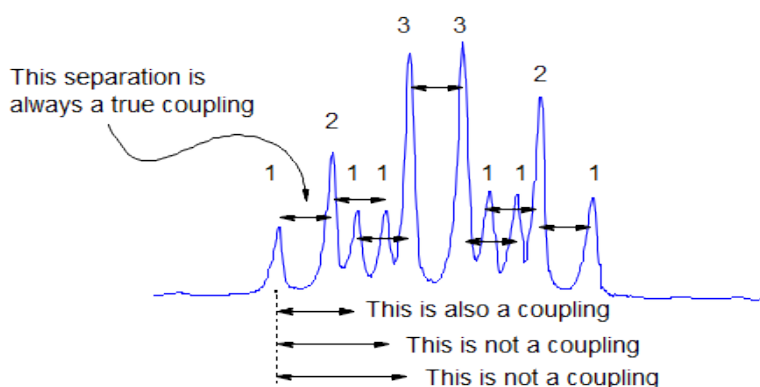 3 3
This separation is
always a true coupling
2
2
1 1 1 1 1 1
This is also a coupling
This is not a coupling
This is not a coupling